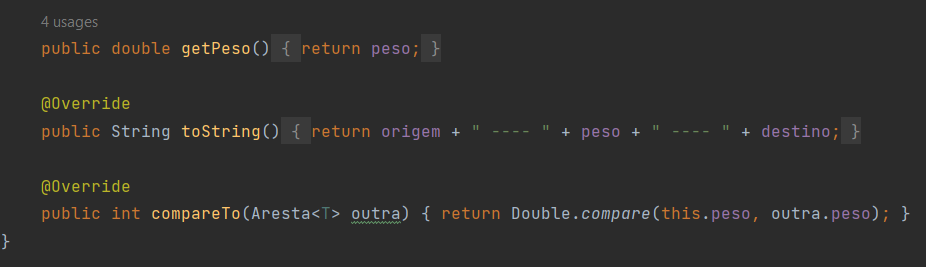 4 usages
public double getPeso() { return peso; }
@Override
public String toString() { return origem + " ---- " + peso + " ---- " + destino; }
@Override
public int compareTo(Aresta<T> outra) { return Double.compare(this.peso, outra.peso); }
}